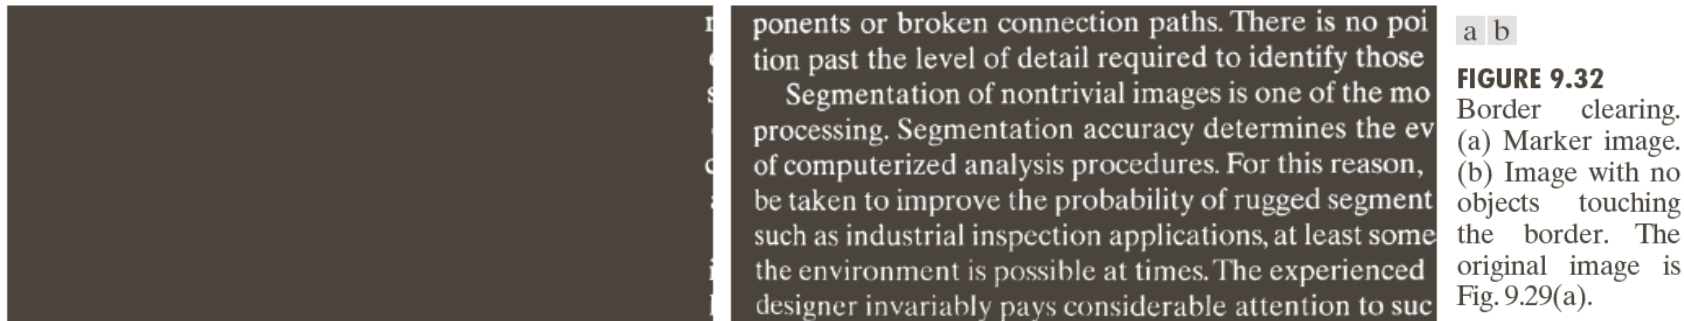 ponents or broken connection paths. There is no poi
tion past the level of detail required to identify those
Segmentation of nontrivial images is one of the mo
processing. Segmentation accuracy determines the ev
of computerized analysis procedures. For this reason,
be taken to improve the probability of rugged segment
such as industrial inspection applications, at least some
the environment is possible at times. The experienced
designer invariably pays considerable attention to suc
a b
FIGURE 9.32
Border clearing.
(a) Marker image.
(b) Image with no
objects touching
the border. The
original image is
Fig. 9.29(a).